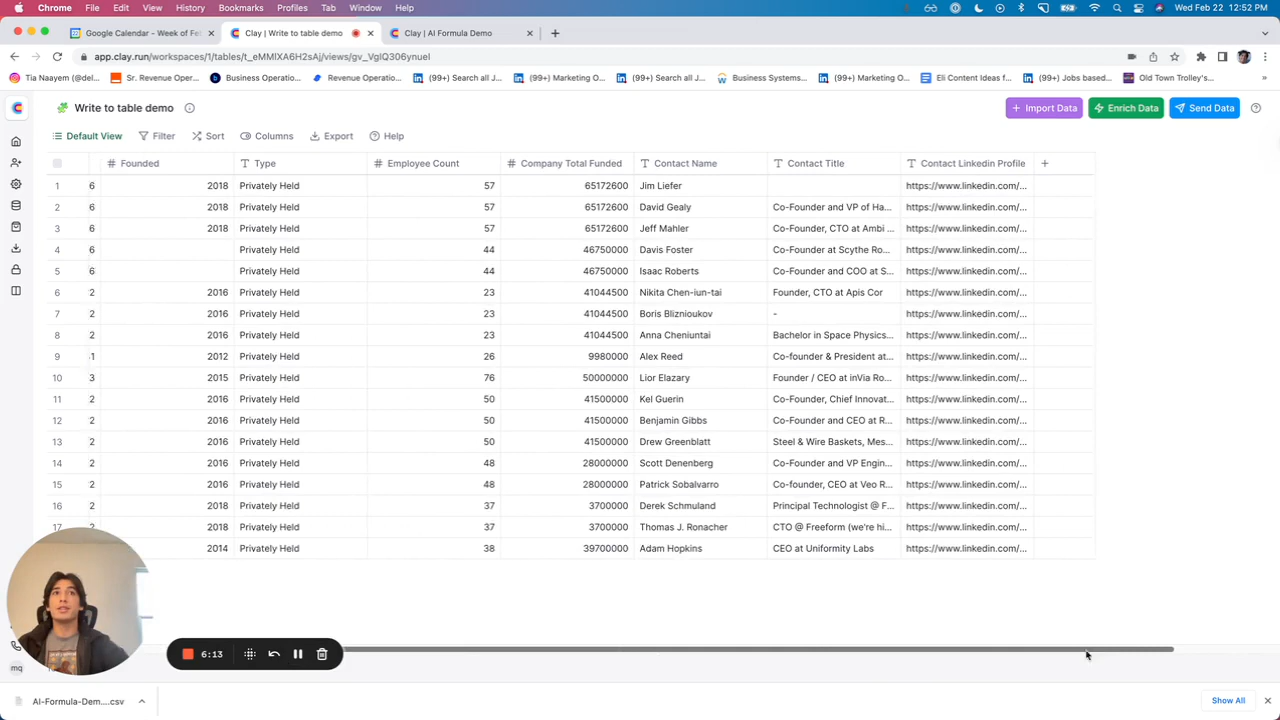 Chrome File Edit View History Bookmarks Profiles Tab Window Help Wed Feb 22 12:52 PM
Google Calendar - Week of Feb Clay | Write to table demo Clay | AI Formula Demo
app.clay.run/workspaces/1/tables/t_eMMIXA6H2sAj/views/gv_VgIQ306ynuel
Tia Naayem (@del... Sr. Revenue Oper... Business Operatio... Revenue Operatio... (99+) Search all J... (99+) Marketing O... (99+) Search all J... Business Systems... (99+) Marketing O... Eli Content Ideas f... (99+) Jobs based... Old Town Trolley's...
Write to table demo Import Data Enrich Data Send Data
Default View Filter Sort Columns Export Help
# Founded T Type # Employee Count # Company Total Funded T Contact Name T Contact Title T Contact Linkedin Profile +
1 6 2018 Privately Held 57 65172600 Jim Liefer https://www.linkedin.com/...
2 6 2018 Privately Held 57 65172600 David Gealy Co-Founder and VP of Ha... https://www.linkedin.com/...
3 6 2018 Privately Held 57 65172600 Jeff Mahler Co-Founder, CTO at Ambi ... https://www.linkedin.com/...
4 6 Privately Held 44 46750000 Davis Foster Co-Founder at Scythe Ro... https://www.linkedin.com/...
5 6 Privately Held 44 46750000 Isaac Roberts Co-Founder and COO at S... https://www.linkedin.com/...
6 2 2016 Privately Held 23 41044500 Nikita Chen-iun-tai Founder, CTO at Apis Cor https://www.linkedin.com/...
7 2 2016 Privately Held 23 41044500 Boris Bliznioukov - https://www.linkedin.com/...
8 2 2016 Privately Held 23 41044500 Anna Cheniuntai Bachelor in Space Physics... https://www.linkedin.com/...
9 1 2012 Privately Held 26 9980000 Alex Reed Co-founder & President at... https://www.linkedin.com/...
10 3 2015 Privately Held 76 50000000 Lior Elazary Founder / CEO at inVia Ro... https://www.linkedin.com/...
11 2 2016 Privately Held 50 41500000 Kel Guerin Co-Founder, Chief Innovat... https://www.linkedin.com/...
12 2 2016 Privately Held 50 41500000 Benjamin Gibbs Co-Founder and CEO at R... https://www.linkedin.com/...
13 2 2016 Privately Held 50 41500000 Drew Greenblatt Steel & Wire Baskets, Mes... https://www.linkedin.com/...
14 2 2016 Privately Held 48 28000000 Scott Denenberg Co-Founder and VP Engin... https://www.linkedin.com/...
15 2 2016 Privately Held 48 28000000 Patrick Sobalvarro Co-founder, CEO at Veo R... https://www.linkedin.com/...
16 2 2018 Privately Held 37 3700000 Derek Schmuland Principal Technologist @ F... https://www.linkedin.com/...
17 2 2018 Privately Held 37 3700000 Thomas J. Ronacher CTO @ Freeform (we're hi... https://www.linkedin.com/...
2014 Privately Held 38 39700000 Adam Hopkins CEO at Uniformity Labs https://www.linkedin.com/...
6:13
mq
AI-Formula-Dem....csv Show All